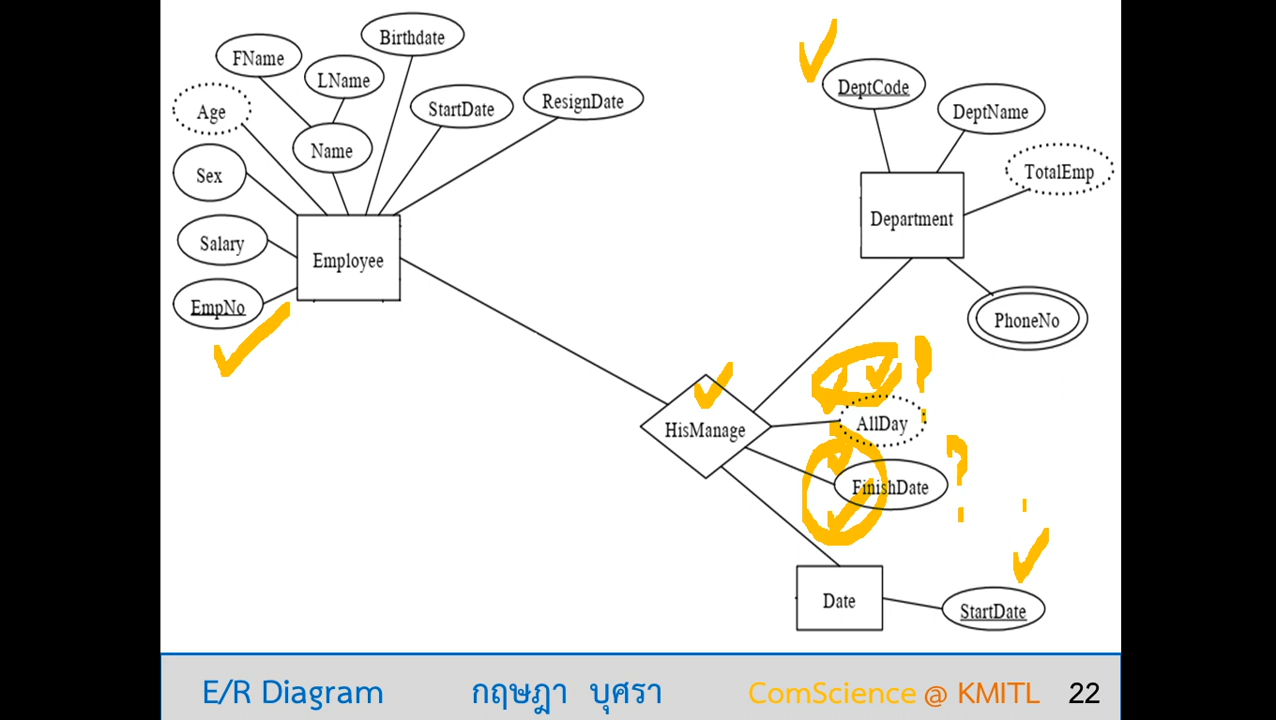 Birthdate
FName
LName
StartDate
ResignDate
Age
Name
Sex
Salary
Employee
EmpNo
DeptCode
DeptName
TotalEmp
Department
PhoneNo
HisManage
AllDay
FinishDate
Date
StartDate
E/R Diagram กฤษฎา บุศรา ComScience @ KMITL 22